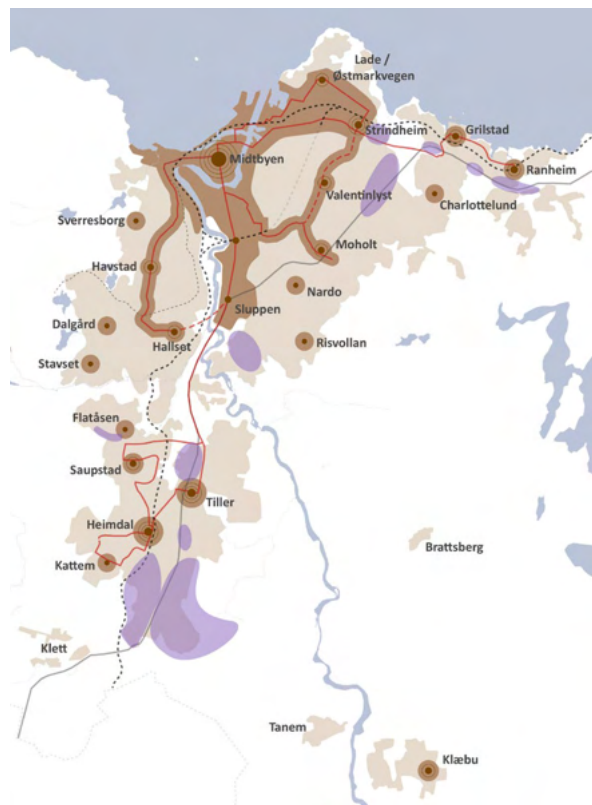 Lade /
Østmarkvegen
Strindheim
Grilstad
Midtbyen
Ranheim
Valentinlyst
Charlottelund
Sverresborg
Moholt
Havstad
Nardo
Sluppen
Dalgård
Hallset
Risvollan
Stavset
Flatåsen
Saupstad
Tiller
Heimdal
Brattsberg
Kattem
Klett
Tanem
Klæbu